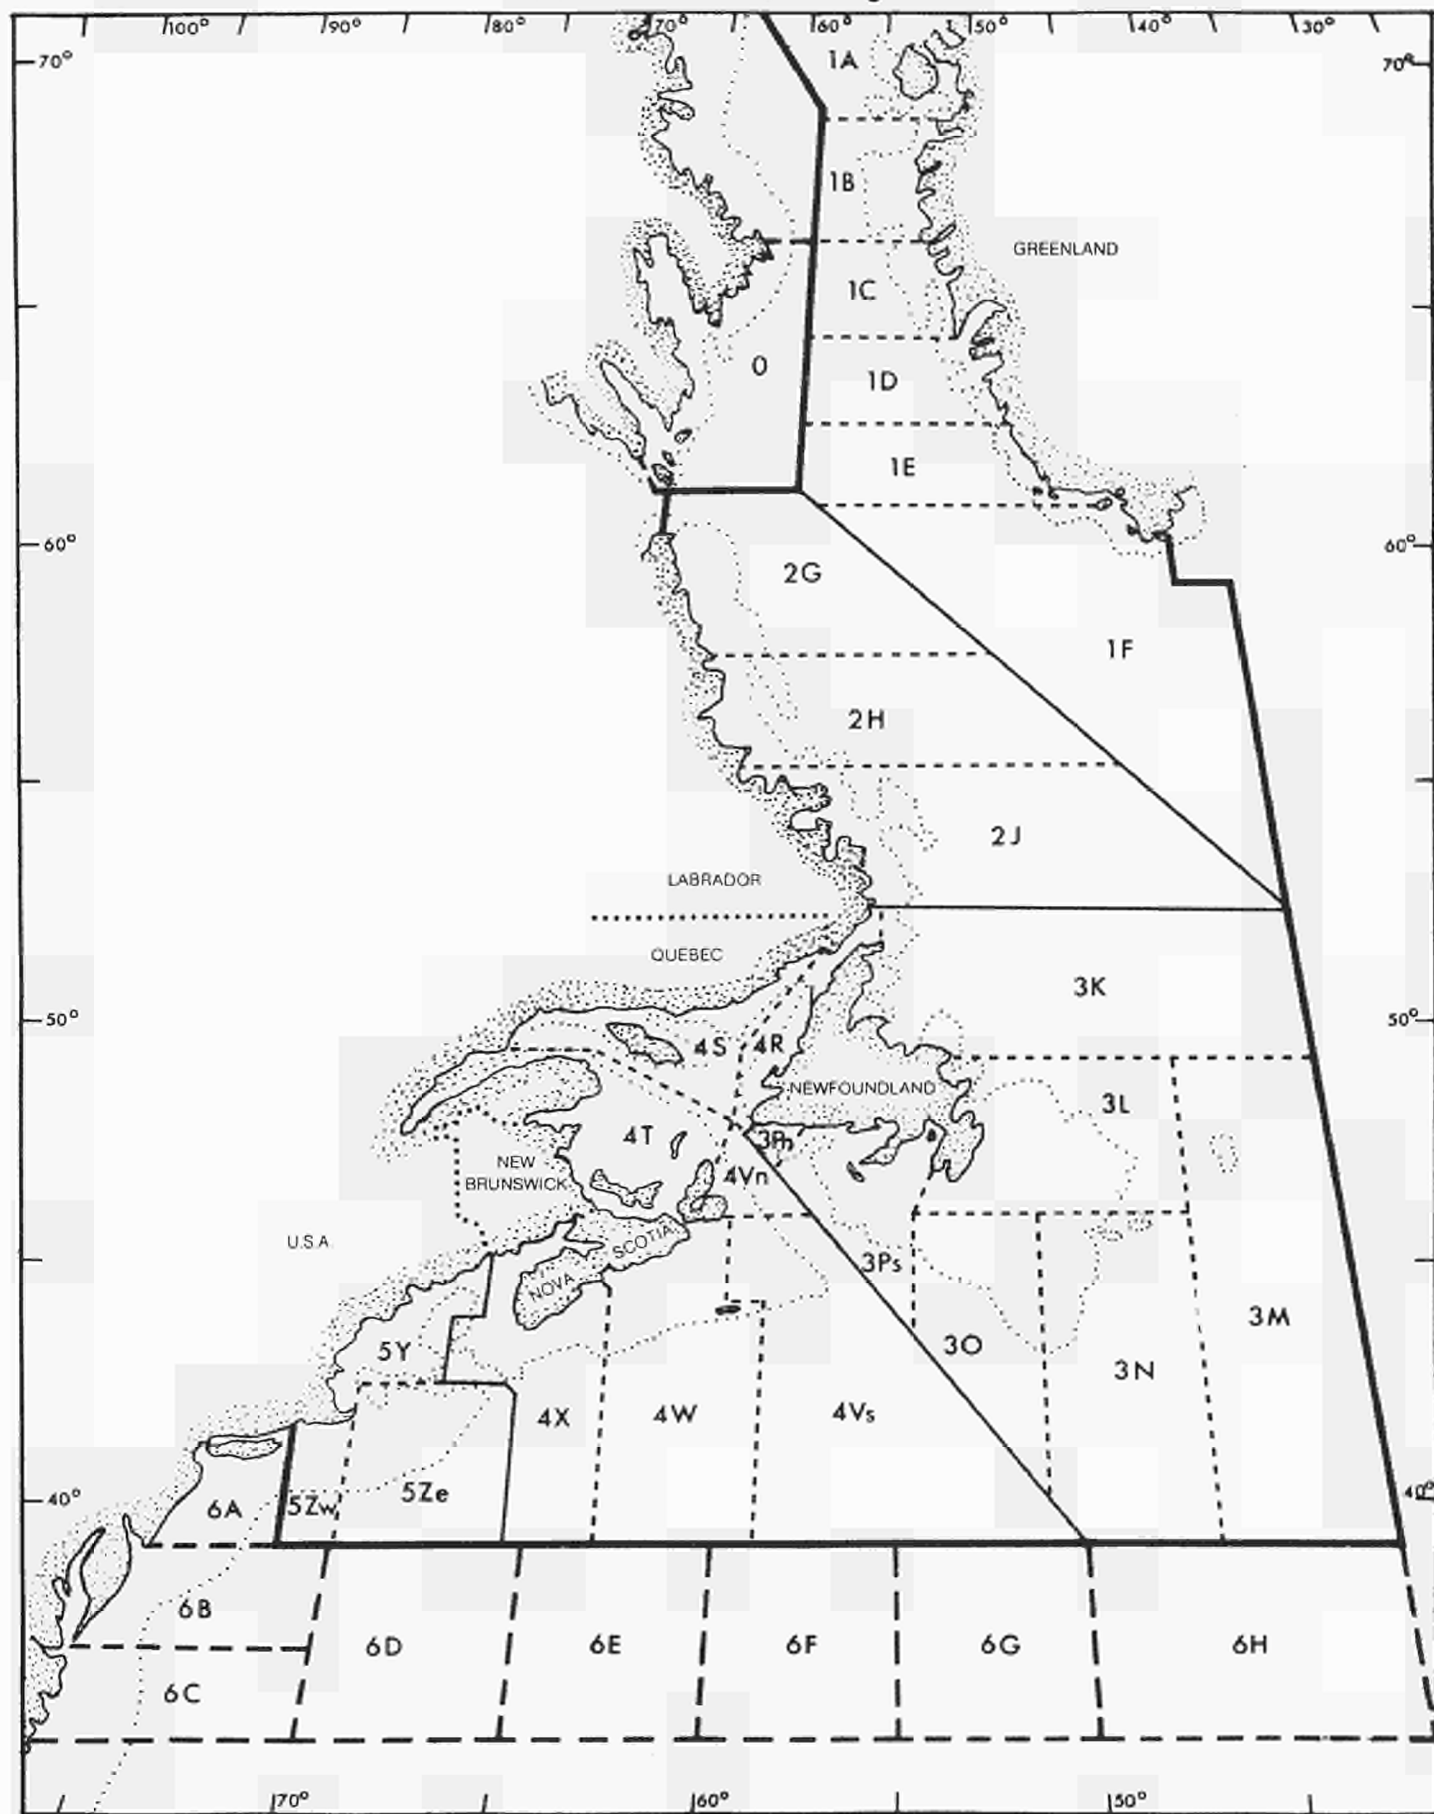 100° 90° 80° 70° 60° 50° 40° 30°
70° 70°
1A
1B
GREENLAND
1C
0
1D
1E
60° 60°
2G
1F
2H
2J
LABRADOR
QUEBEC
3K
50° 50°
4S 4R
NEWFOUNDLAND
3L
4T 3Pn
NEW
BRUNSWICK
4Vn
U.S.A.
NOVA SCOTIA
3Ps
3M
5Y
3O
3N
4X 4W 4Vs
40° 6A 5Zw 5Ze 40°
6B
6D 6E 6F 6G 6H
6C
70° 60° 50°